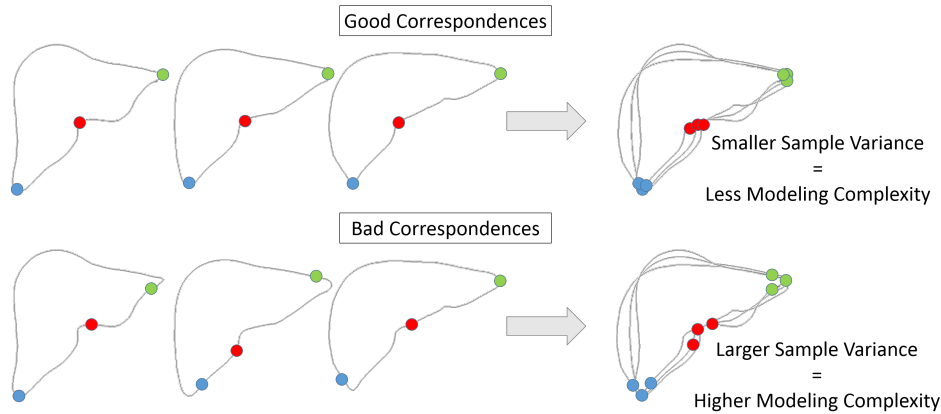 Good Correspondences
Smaller Sample Variance
=
Less Modeling Complexity
Bad Correspondences
Larger Sample Variance
=
Higher Modeling Complexity